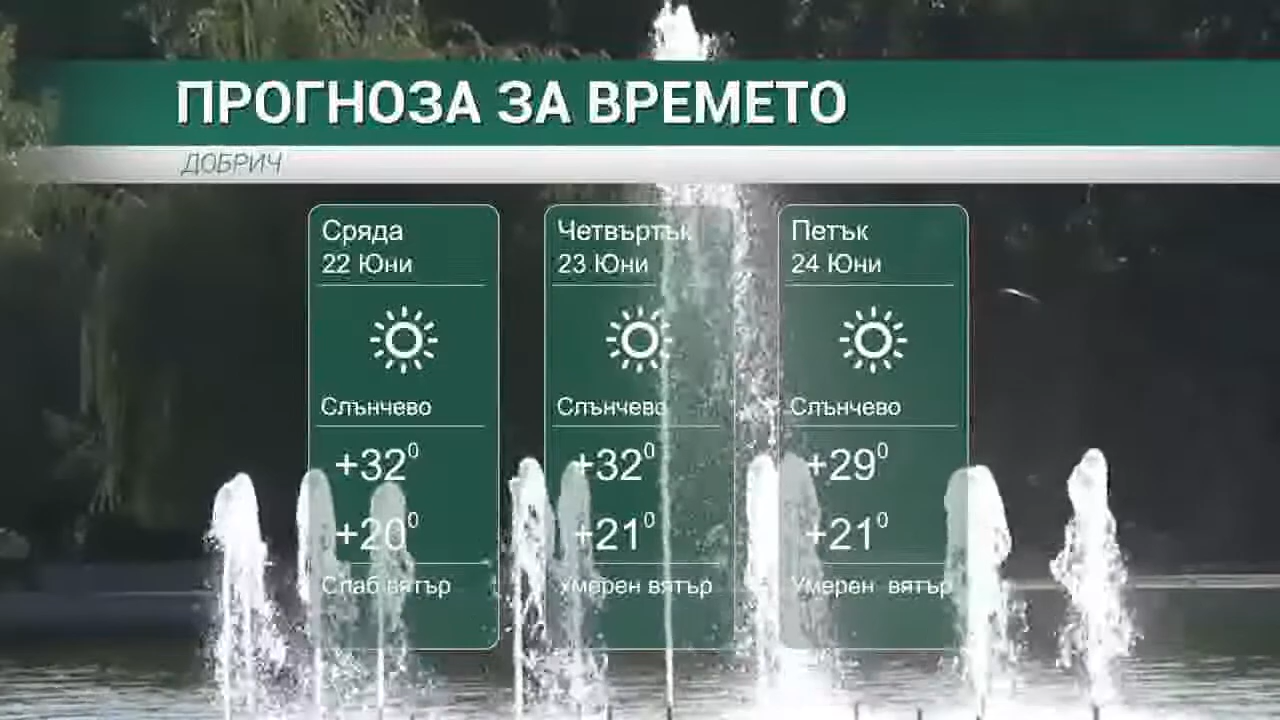 ПРОГНОЗА ЗА ВРЕМЕТО
ДОБРИЧ
Сряда
22 Юни
Слънчево
+32⁰
+20⁰
Слаб вятър
Четвъртък
23 Юни
Слънчево
+32⁰
+21⁰
Умерен вятър
Петък
24 Юни
Слънчево
+29⁰
+21⁰
Умерен вятър